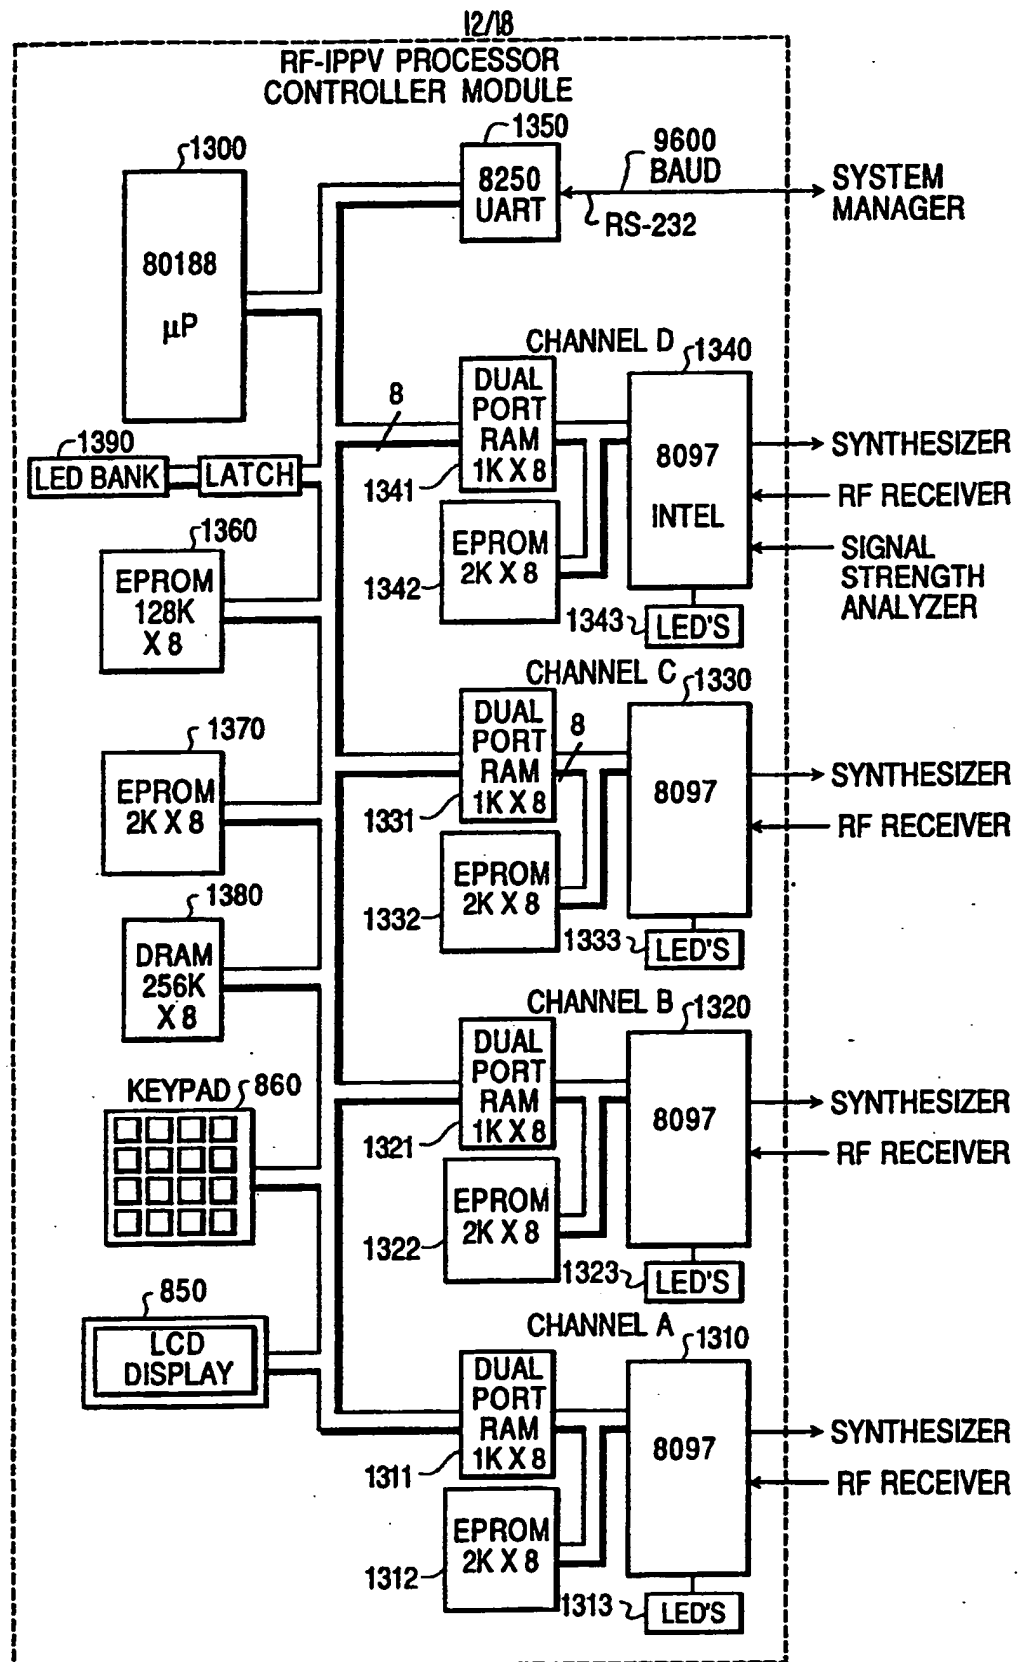 12/18
RF-IPPV PROCESSOR
CONTROLLER MODULE
1300
80188
µP
1350
8250
UART
9600
BAUD
RS-232
SYSTEM
MANAGER
1390
LED BANK
LATCH
1360
EPROM
128K
X 8
1370
EPROM
2K X 8
1380
DRAM
256K
X 8
KEYPAD
860
850
LCD
DISPLAY
CHANNEL D
1340
8
DUAL
PORT
RAM
1K X 8
1341
EPROM
2K X 8
1342
8097
INTEL
1343
LED'S
SYNTHESIZER
RF RECEIVER
SIGNAL
STRENGTH
ANALYZER
CHANNEL C
1330
DUAL
PORT
RAM
1K X 8
8
1331
EPROM
2K X 8
1332
8097
1333
LED'S
SYNTHESIZER
RF RECEIVER
CHANNEL B
1320
DUAL
PORT
RAM
1K X 8
1321
EPROM
2K X 8
1322
8097
1323
LED'S
SYNTHESIZER
RF RECEIVER
CHANNEL A
1310
DUAL
PORT
RAM
1K X 8
1311
EPROM
2K X 8
1312
8097
1313
LED'S
SYNTHESIZER
RF RECEIVER